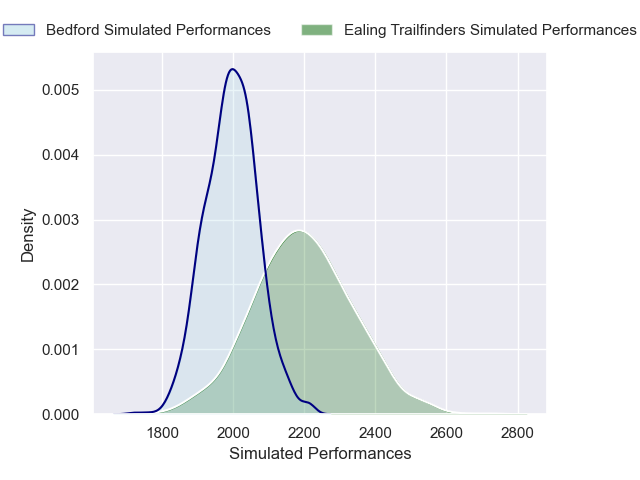 Bedford Simulated Performances Ealing Trailfinders Simulated Performances
0.005
0.004
0.003
0.002
0.001
0.000
Density
1800 2000 2200 2400 2600 2800
Simulated Performances